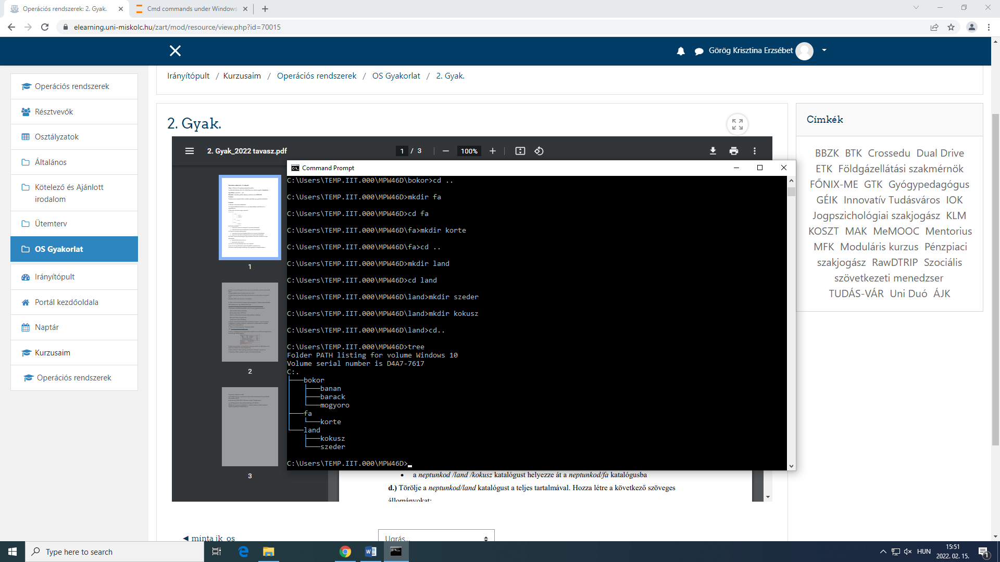 Operációs rendszerek: 2. Gyak.
Cmd commands under Windows
elearning.uni-miskolc.hu/zart/mod/resource/view.php?id=70015
Görög Krisztina Erzsébet
Irányítópult / Kurzusaim / Operációs rendszerek / OS Gyakorlat / 2. Gyak.
Operációs rendszerek
Résztvevők
Osztályzatok
Általános
Kötelező és Ajánlott
irodalom
Ütemterv
OS Gyakorlat
Irányítópult
Portál kezdőoldala
Naptár
Kurzusaim
Operációs rendszerek
2. Gyak.
2. Gyak_2022 tavasz.pdf
1 / 3
100%
1
2
3
Command Prompt
C:\Users\TEMP.IIT.000\MPW46D\bokor>cd ..
C:\Users\TEMP.IIT.000\MPW46D>mkdir fa
C:\Users\TEMP.IIT.000\MPW46D>cd fa
C:\Users\TEMP.IIT.000\MPW46D\fa>mkdir korte
C:\Users\TEMP.IIT.000\MPW46D\fa>cd ..
C:\Users\TEMP.IIT.000\MPW46D>mkdir land
C:\Users\TEMP.IIT.000\MPW46D>cd land
C:\Users\TEMP.IIT.000\MPW46D\land>mkdir szeder
C:\Users\TEMP.IIT.000\MPW46D\land>mkdir kokusz
C:\Users\TEMP.IIT.000\MPW46D\land>cd..
C:\Users\TEMP.IIT.000\MPW46D>tree
Folder PATH listing for volume Windows 10
Volume serial number is D4A7-7617
C:.
├───bokor
│   ├───banan
│   ├───barack
│   └───mogyoro
├───fa
│   └───korte
└───land
    ├───kokusz
    └───szeder
C:\Users\TEMP.IIT.000\MPW46D>
• a neptunkod /land /kokusz katalógust helyezze át a neptunkod/fa katalógusba
d.) Törölje a neptunkod/land katalógust a teljes tartalmával. Hozza létre a következő szöveges
állományokat:
◄ minta jk_os
Ugrás...
Címkék
BBZK BTK Crossedu Dual Drive
ETK Földgázellátási szakmérnök
FŐNIX-ME GTK Gyógypedagógus
GÉIK Innovatív Tudásváros IOK
Jogpszichológiai szakjogász KLM
KOSZT MAK MeMOOC Mentorius
MFK Moduláris kurzus Pénzpiaci
szakjogász RawDTRIP Szociális
szövetkezeti menedzser
TUDÁS-VÁR Uni Duó ÁJK
Type here to search
HUN
15:51
2022. 02. 15.
1